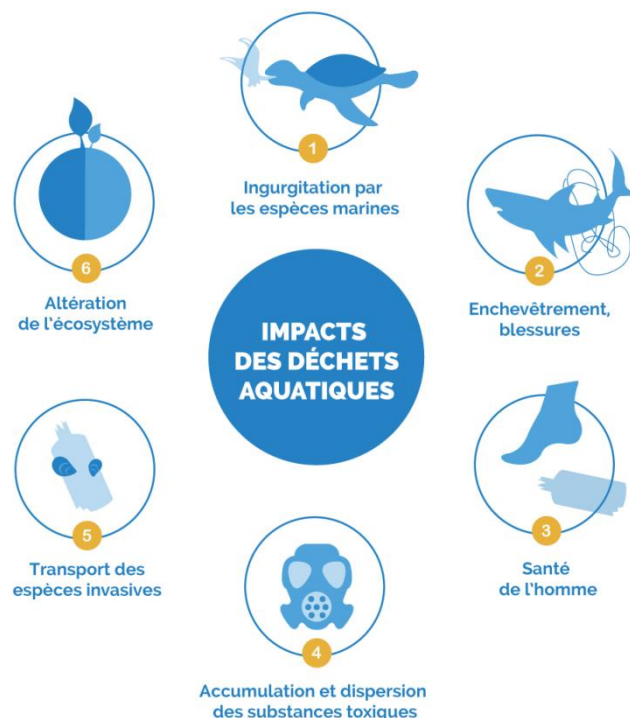 1
Ingurgitation par
les espèces marines
2
Enchevêtrement,
blessures
3
Santé
de l'homme
4
Accumulation et dispersion
des substances toxiques
5
Transport des
espèces invasives
6
Altération
de l'écosystème
IMPACTS
DES DÉCHETS
AQUATIQUES